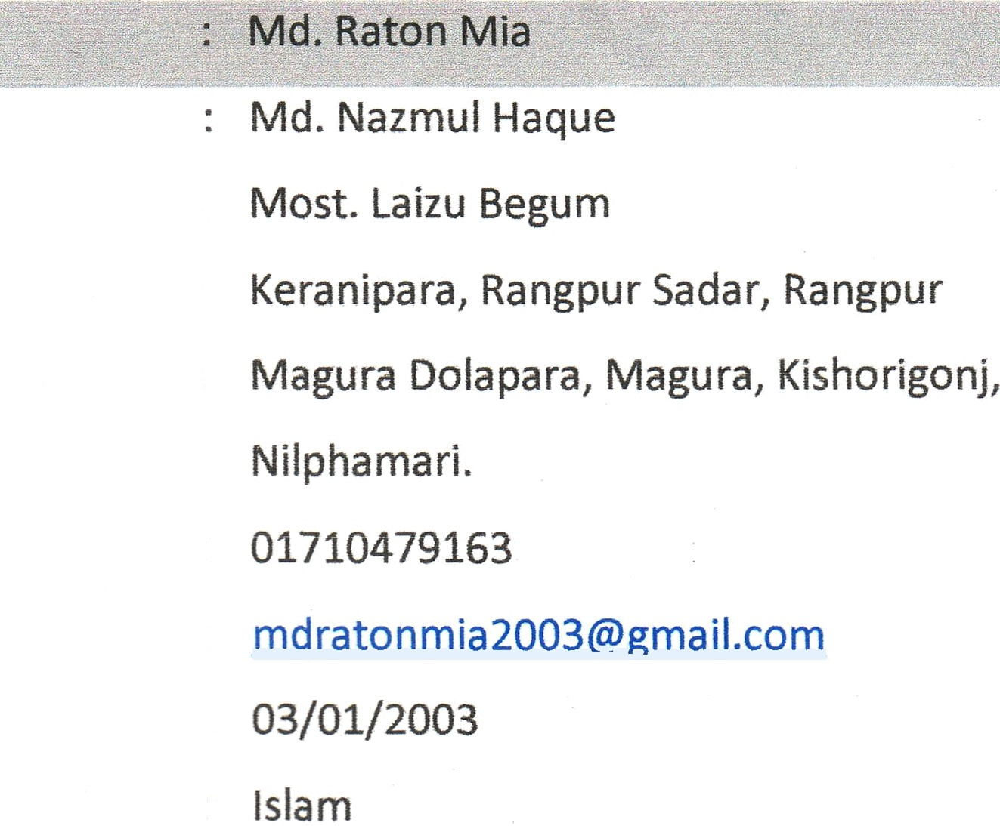 : Md. Raton Mia
: Md. Nazmul Haque
Most. Laizu Begum
Keranipara, Rangpur Sadar, Rangpur
Magura Dolapara, Magura, Kishorigonj,
Nilphamari.
01710479163
mdratonmia2003@gmail.com
03/01/2003
Islam